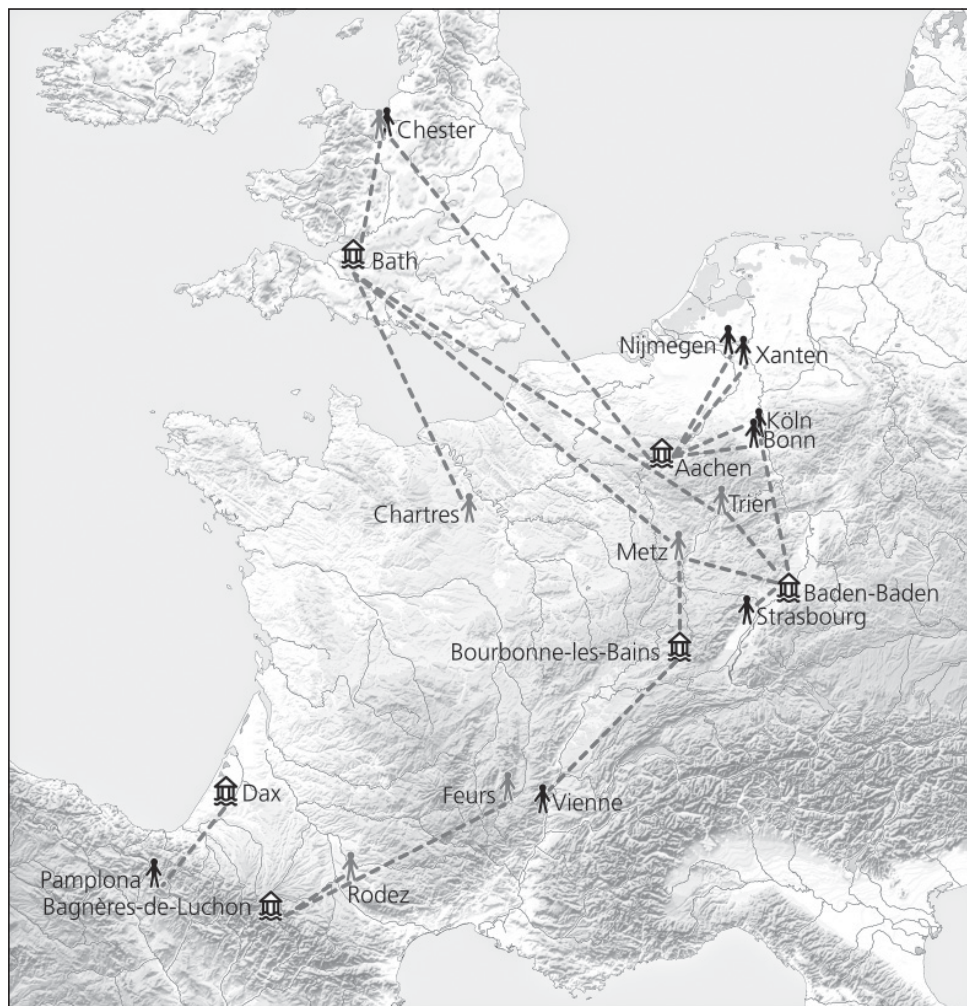 Chester
Bath
Nijmegen
Xanten
Köln
Bonn
Aachen
Trier
Chartres
Metz
Baden-Baden
Strasbourg
Bourbonne-les-Bains
Dax
Feurs
Vienne
Pamplona
Rodez
Bagnères-de-Luchon